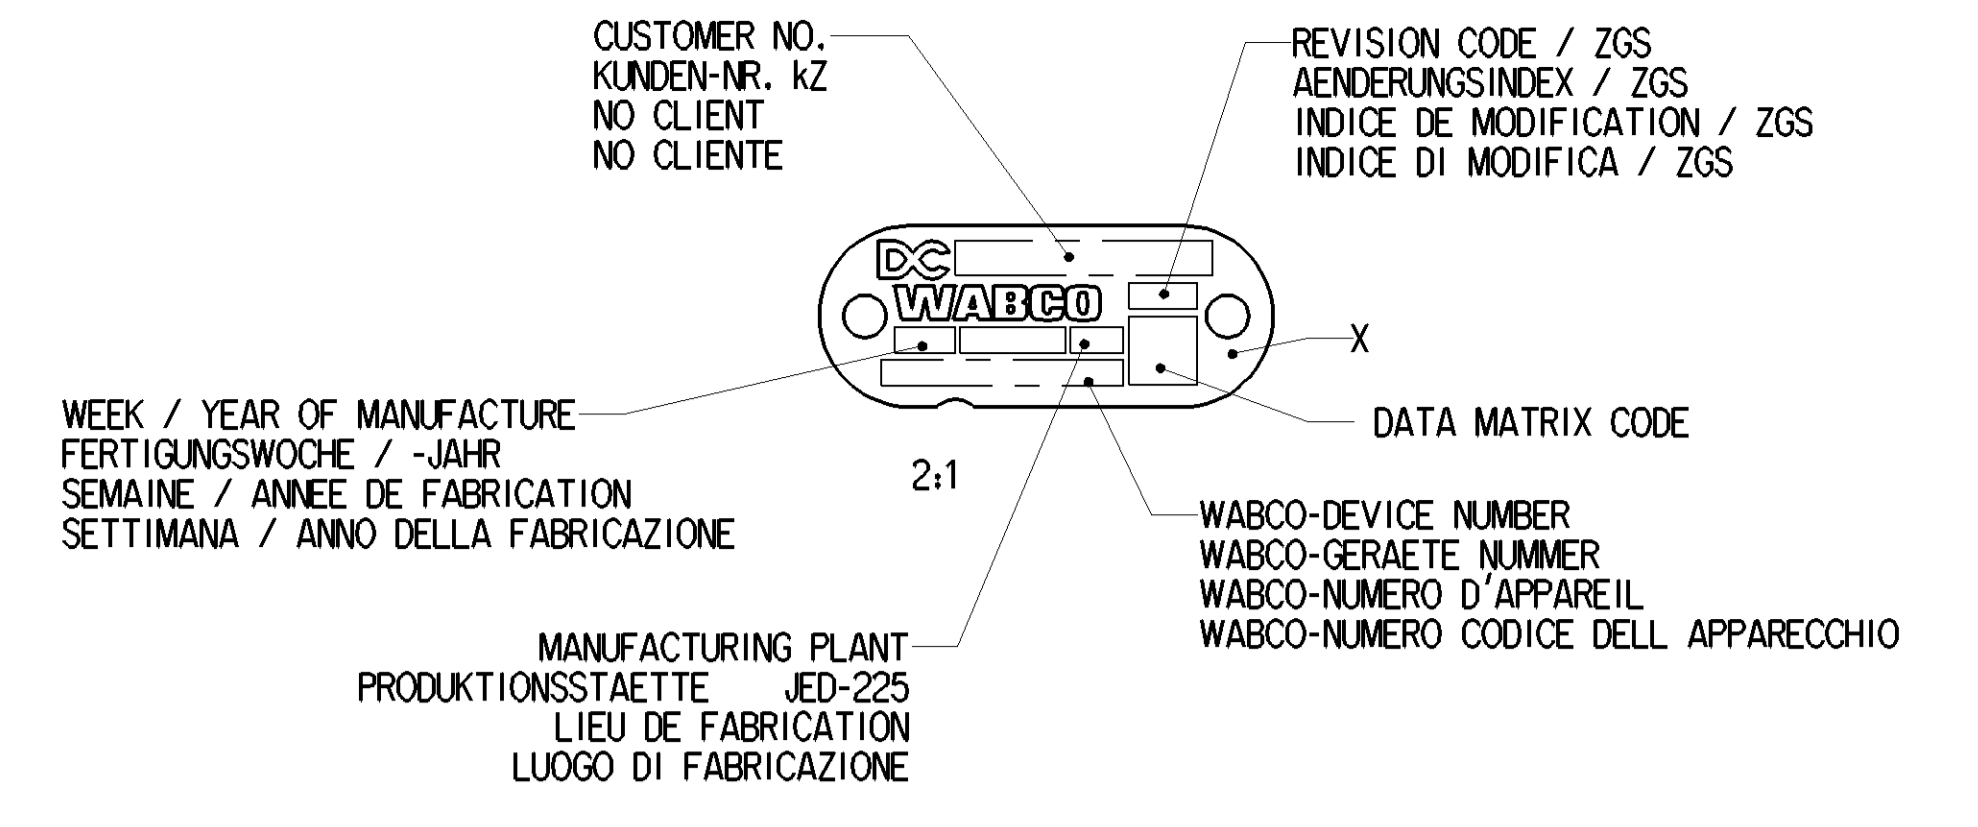 CUSTOMER NO.
KUNDEN-NR. kZ
NO CLIENT
NO CLIENTE
REVISION CODE / ZGS
AENDERUNGSINDEX / ZGS
INDICE DE MODIFICATION / ZGS
INDICE DI MODIFICA / ZGS
DC
WABCO
X
WEEK / YEAR OF MANUFACTURE
FERTIGUNGSWOCHE / -JAHR
SEMAINE / ANNEE DE FABRICATION
SETTIMANA / ANNO DELLA FABRICAZIONE
DATA MATRIX CODE
2:1
WABCO-DEVICE NUMBER
WABCO-GERAETE NUMMER
WABCO-NUMERO D'APPAREIL
WABCO-NUMERO CODICE DELL APPARECCHIO
MANUFACTURING PLANT
PRODUKTIONSSTAETTE JED-225
LIEU DE FABRICATION
LUOGO DI FABRICAZIONE